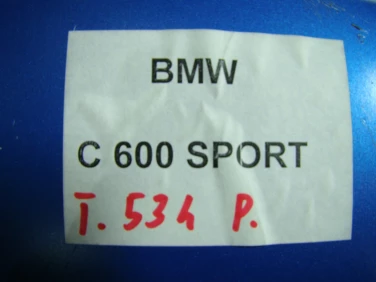 BMW
C 600 SPORT
T. 534 P.